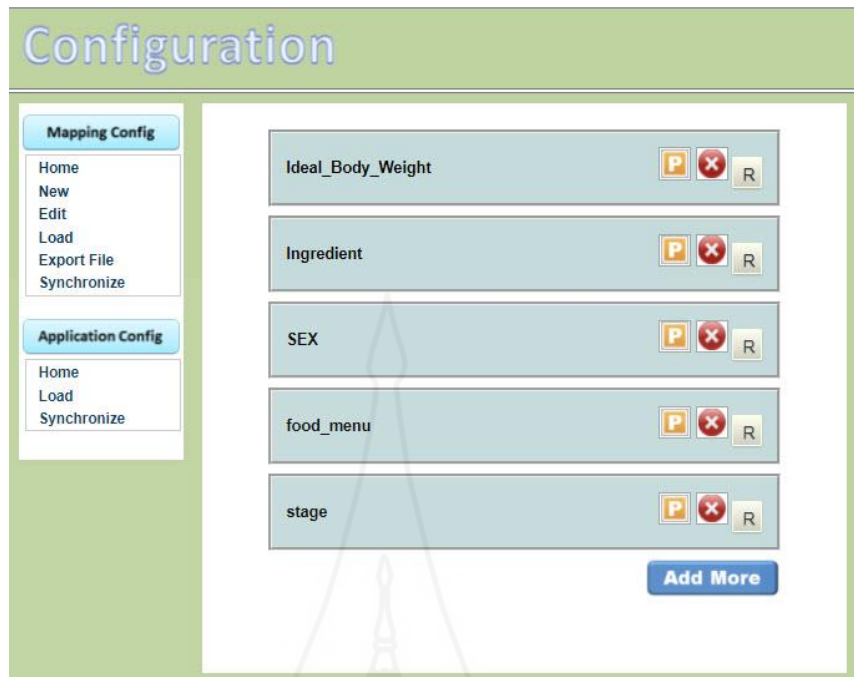 Configuration
Mapping Config
Home
New
Edit
Load
Export File
Synchronize
Application Config
Home
Load
Synchronize
Ideal_Body_Weight P R
Ingredient P R
SEX P R
food_menu P R
stage P R
Add More